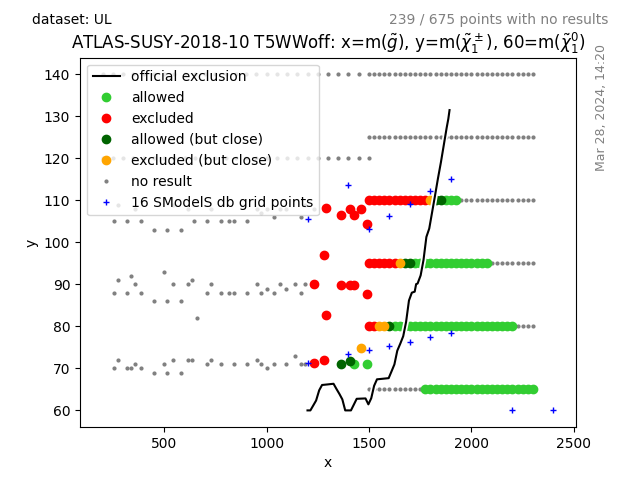 dataset: UL
239 / 675 points with no results
ATLAS-SUSY-2018-10 T5WWoff: x=m(g̃), y=m(χ̃₁±), 60=m(χ̃₁⁰)
Mar 28, 2024, 14:20
official exclusion
allowed
excluded
allowed (but close)
excluded (but close)
no result
16 SModelS db grid points
y
140
130
120
110
100
90
80
70
60
500
1000
1500
2000
2500
x